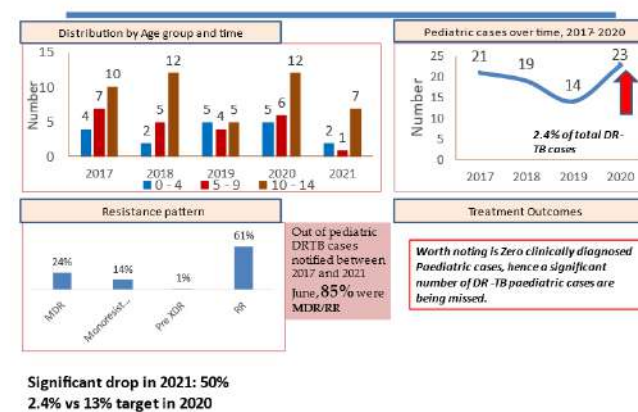 Distribution by Age group and time
Number
15
10
5
0
4 7 10
2 5 12
5 4 5
5 6 12
2 1 7
2017 2018 2019 2020 2021
0 - 4 5 - 9 10 - 14
Pediatric cases over time, 2017- 2020
Number
25
20
15
10
5
0
21 19 14 23
2.4% of total DR-
TB cases
2017 2018 2019 2020
Resistance pattern
24% 14% 1% 61%
MDR Monoresist... Pre XDR RR
Out of pediatric
DRTB cases
notified between
2017 and 2021
June, 85% were
MDR/RR
Treatment Outcomes
Worth noting is Zero clinically diagnosed
Paediatric cases, hence a significant
number of DR -TB paediatric cases are
being missed.
Significant drop in 2021: 50%
2.4% vs 13% target in 2020